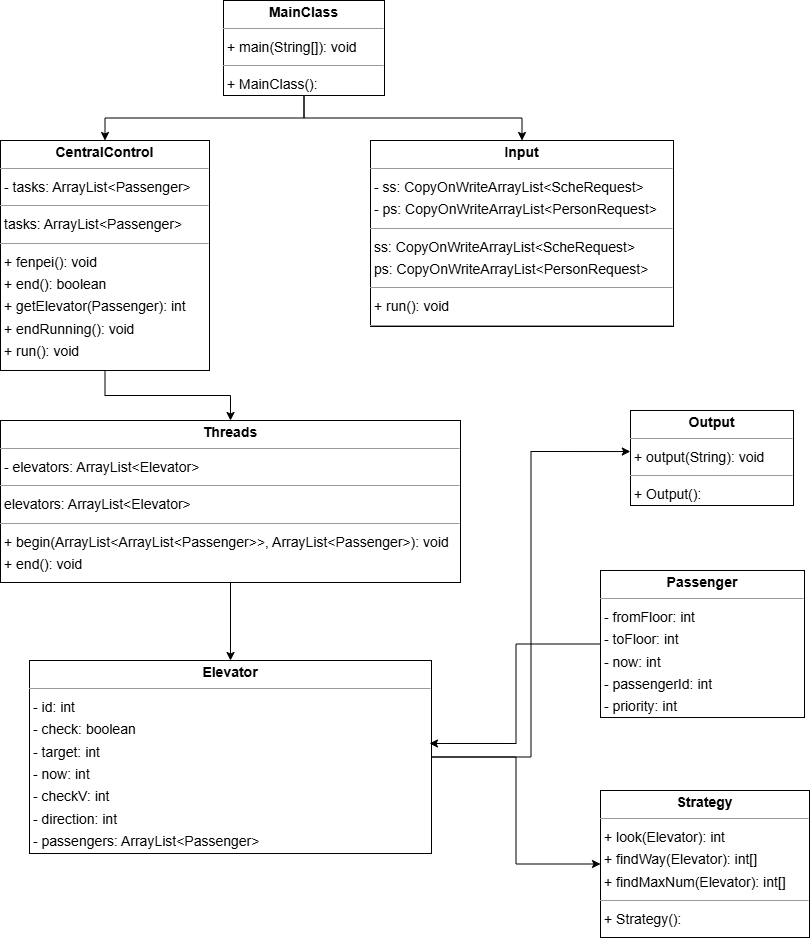 MainClass
+ main(String[]): void
+ MainClass():
CentralControl
- tasks: ArrayList<Passenger>
tasks: ArrayList<Passenger>
+ fenpei(): void
+ end(): boolean
+ getElevator(Passenger): int
+ endRunning(): void
+ run(): void
Input
- ss: CopyOnWriteArrayList<ScheRequest>
- ps: CopyOnWriteArrayList<PersonRequest>
ss: CopyOnWriteArrayList<ScheRequest>
ps: CopyOnWriteArrayList<PersonRequest>
+ run(): void
Threads
- elevators: ArrayList<Elevator>
elevators: ArrayList<Elevator>
+ begin(ArrayList<ArrayList<Passenger>>, ArrayList<Passenger>): void
+ end(): void
Output
+ output(String): void
+ Output():
Passenger
- fromFloor: int
- toFloor: int
- now: int
- passengerId: int
- priority: int
Elevator
- id: int
- check: boolean
- target: int
- now: int
- checkV: int
- direction: int
- passengers: ArrayList<Passenger>
Strategy
+ look(Elevator): int
+ findWay(Elevator): int[]
+ findMaxNum(Elevator): int[]
+ Strategy():